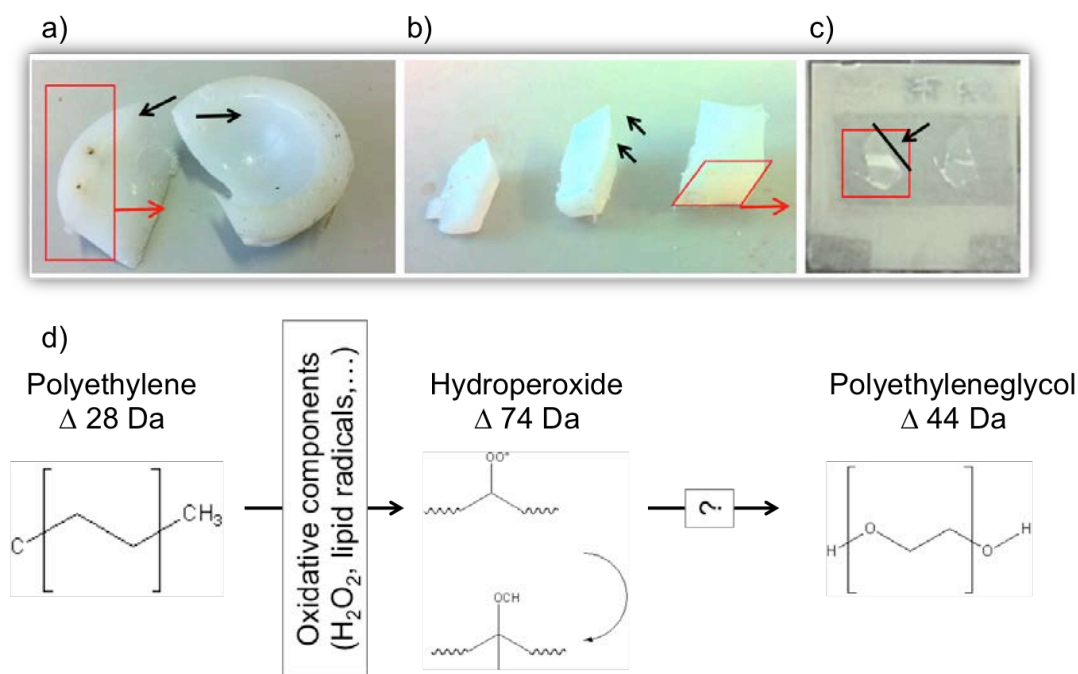 a)
b)
c)
d)
Polyethylene
Δ 28 Da
Oxidative components
(H₂O₂, lipid radicals,…)
Hydroperoxide
Δ 74 Da
Polyethyleneglycol
Δ 44 Da
C
CH₃
OO*
OCH
?
H
O
O
H